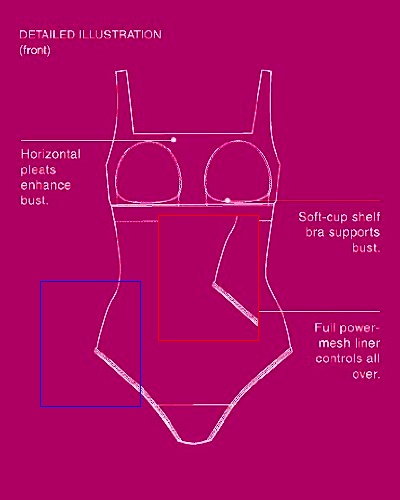 DETAILED ILLUSTRATION
(front)
Horizontal
pleats
enhance
bust.
Soft-cup shelf
bra supports
bust.
Full power-
mesh liner
controls all
over.